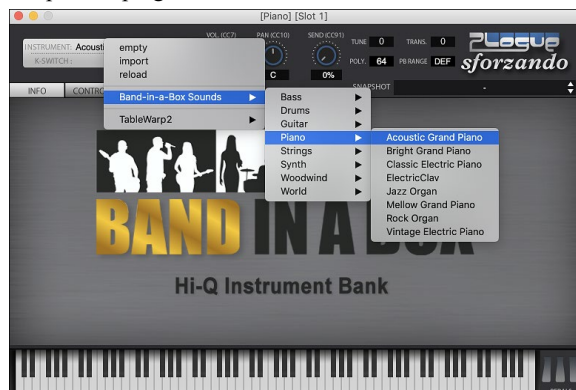 [Piano] [Slot 1]
INSTRUMENT: Acousti
K-SWITCH :
VOL. (CC7)
PAN (CC10)
SEND (CC91)
C
0%
TUNE 0
TRANS. 0
POLY. 64
PB RANGE DEF
Plogue
sforzando
SNAPSHOT
-
INFO
CONTRO
empty
import
reload
Band-in-a-Box Sounds
TableWarp2
Bass
Drums
Guitar
Piano
Strings
Synth
Woodwind
World
Acoustic Grand Piano
Bright Grand Piano
Classic Electric Piano
ElectricClav
Jazz Organ
Mellow Grand Piano
Rock Organ
Vintage Electric Piano
BAND IN A BOX
Hi-Q Instrument Bank